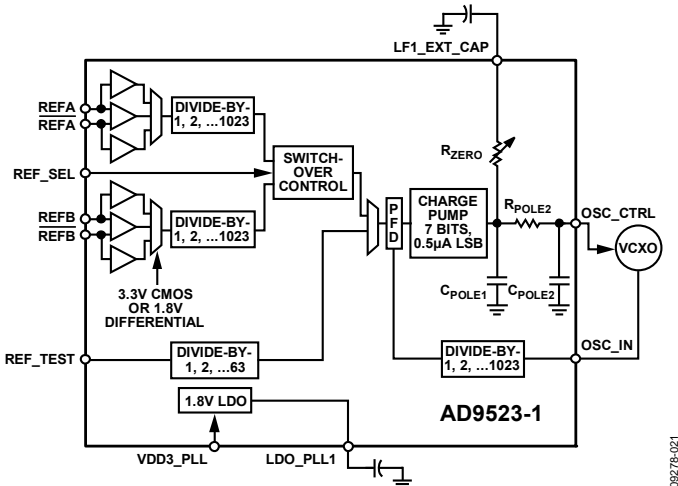 LF1_EXT_CAP
REFA
REFA
DIVIDE-BY-
1, 2, ...1023
REF_SEL
SWITCH-
OVER
CONTROL
RZERO
REFB
REFB
DIVIDE-BY-
1, 2, ...1023
P
F
D
CHARGE
PUMP
7 BITS,
0.5µA LSB
RPOLE2
OSC_CTRL
VCXO
CPOLE1
CPOLE2
3.3V CMOS
OR 1.8V
DIFFERENTIAL
REF_TEST
DIVIDE-BY-
1, 2, ...63
DIVIDE-BY-
1, 2, ...1023
OSC_IN
1.8V LDO
AD9523-1
VDD3_PLL
LDO_PLL1
09278-021